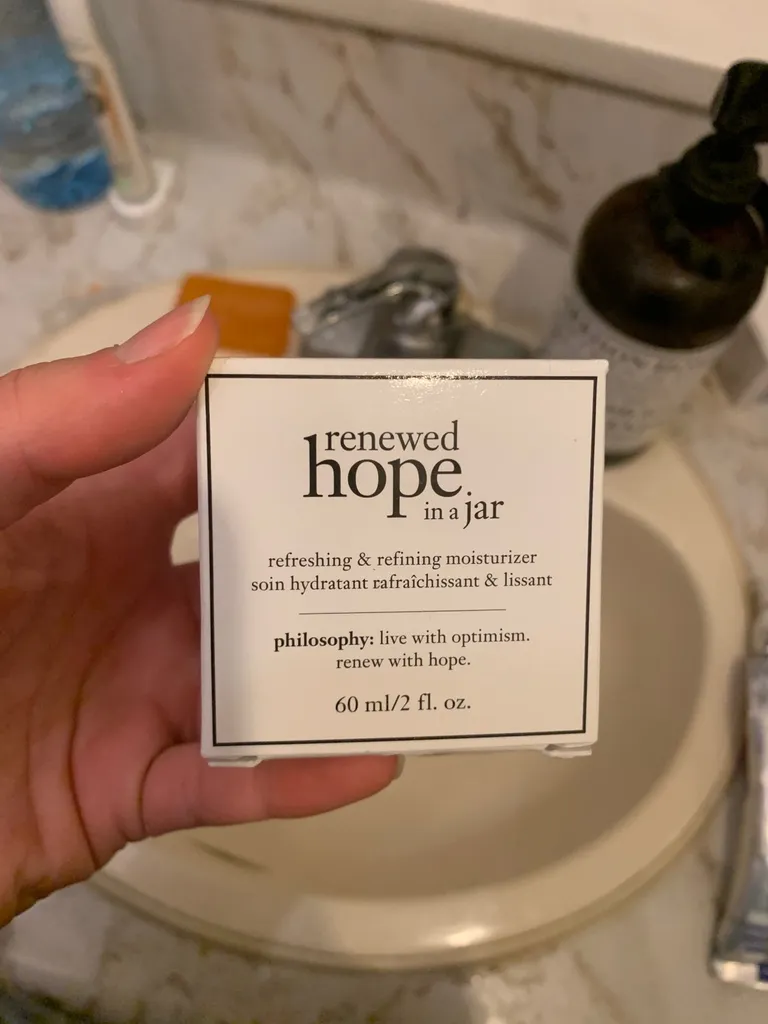 renewed
hope
in a jar
refreshing & refining moisturizer
soin hydratant rafraîchissant & lissant
philosophy: live with optimism.
renew with hope.
60 ml/2 fl. oz.